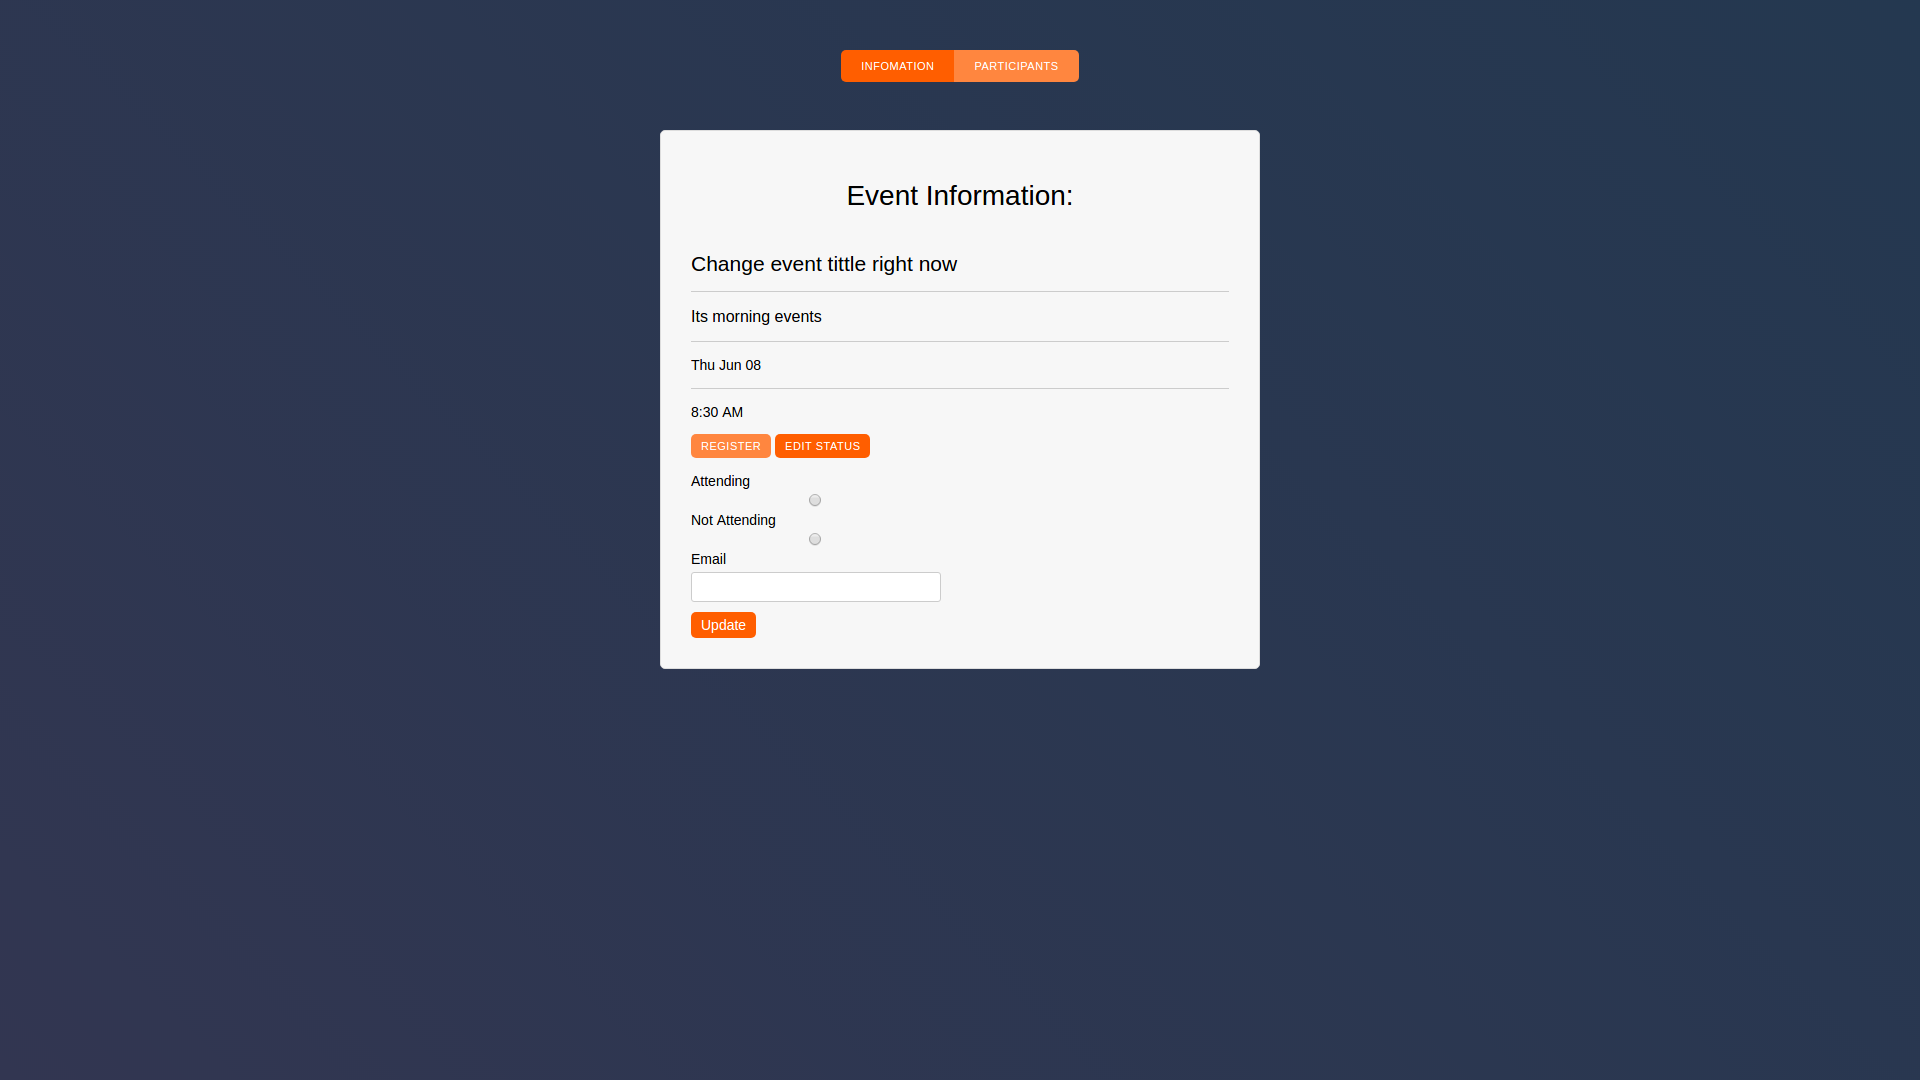 INFOMATION PARTICIPANTS
Event Information:
Change event tittle right now
Its morning events
Thu Jun 08
8:30 AM
REGISTER EDIT STATUS
Attending
Not Attending
Email
Update